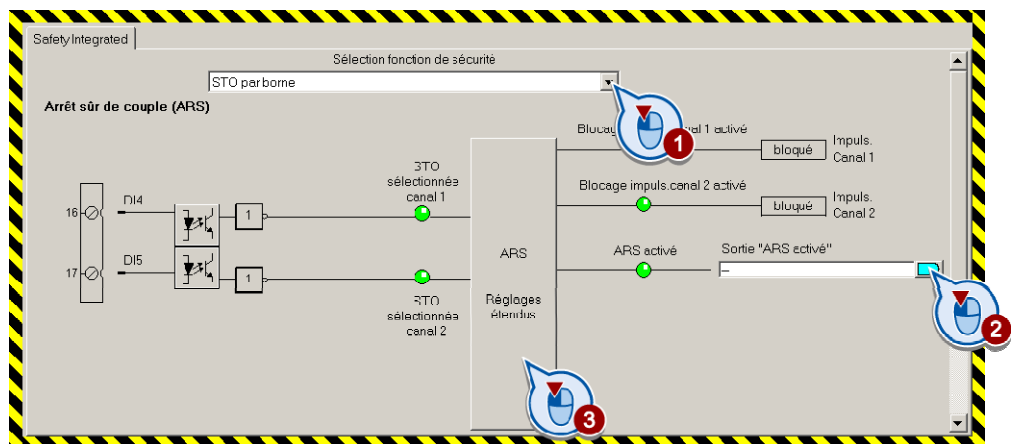 Safety Integrated
Sélection fonction de sécurité
STO par borne
Arrêt sûr de couple (ARS)
1
Blocag al 1 activé
bloqué
Impuls.
Canal 1
STO
sélectionnée
canal 1
Blocage impuls.canal 2 activé
bloqué
Impuls.
Canal 2
16
DI4
1
ARS
ARS activé
Sortie "ARS activé"
–
2
17
DI5
1
STO
sélectionnée
canal 2
Réglages
étendus
3